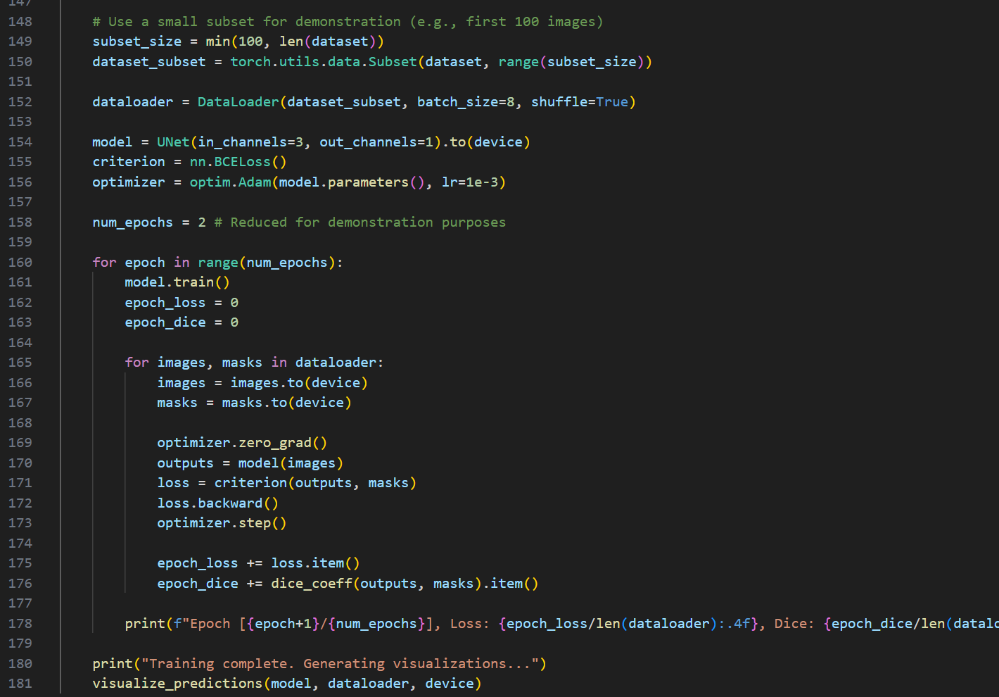 147
148 # Use a small subset for demonstration (e.g., first 100 images)
149 subset_size = min(100, len(dataset))
150 dataset_subset = torch.utils.data.Subset(dataset, range(subset_size))
151
152 dataloader = DataLoader(dataset_subset, batch_size=8, shuffle=True)
153
154 model = UNet(in_channels=3, out_channels=1).to(device)
155 criterion = nn.BCELoss()
156 optimizer = optim.Adam(model.parameters(), lr=1e-3)
157
158 num_epochs = 2 # Reduced for demonstration purposes
159
160 for epoch in range(num_epochs):
161     model.train()
162     epoch_loss = 0
163     epoch_dice = 0
164
165     for images, masks in dataloader:
166         images = images.to(device)
167         masks = masks.to(device)
168
169         optimizer.zero_grad()
170         outputs = model(images)
171         loss = criterion(outputs, masks)
172         loss.backward()
173         optimizer.step()
174
175         epoch_loss += loss.item()
176         epoch_dice += dice_coeff(outputs, masks).item()
177
178     print(f"Epoch [{epoch+1}/{num_epochs}], Loss: {epoch_loss/len(dataloader):.4f}, Dice: {epoch_dice/len(datalo
179
180 print("Training complete. Generating visualizations...")
181 visualize_predictions(model, dataloader, device)